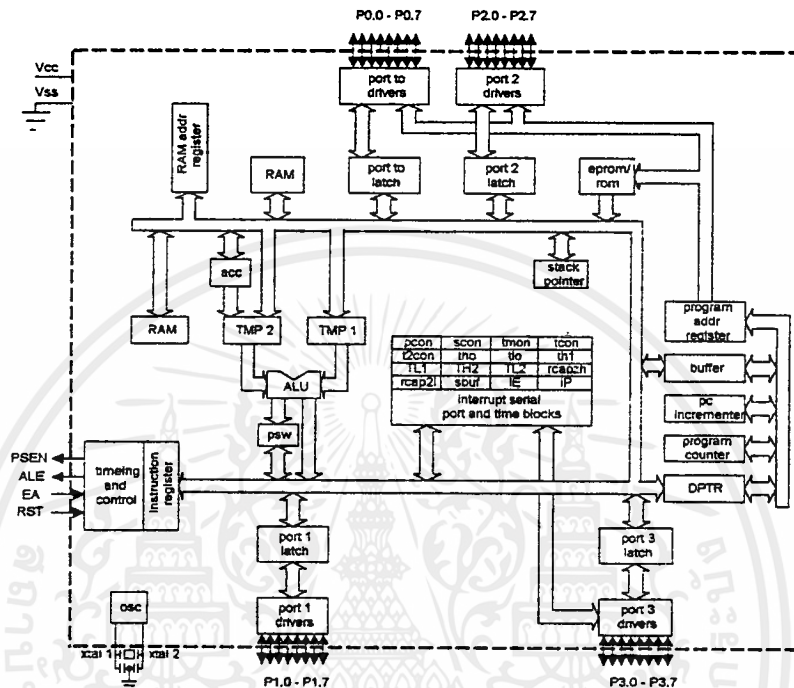 P0.0 - P0.7
P2.0 - P2.7
Vcc
Vss
port to
drivers
port 2
drivers
RAM addr
register
RAM
port to
latch
port 2
latch
eprom/
rom
acc
stack
pointer
RAM
TMP 2
TMP 1
program addr
register
pcon scon tmon tcon
t2con tho tlo th1
TL1 TH2 TL2 rcapzh
rcap2l sbuf IE iP
interrupt serial
port and time blocks
buffer
ALU
pc
incrementer
psw
program
counter
PSEN
ALE
EA
RST
timeing
and
control
instruction
register
DPTR
port 1
latch
port 3
latch
osc
port 1
drivers
port 3
drivers
xtal 1
xtal 2
P1.0 - P1.7
P3.0 - P3.7